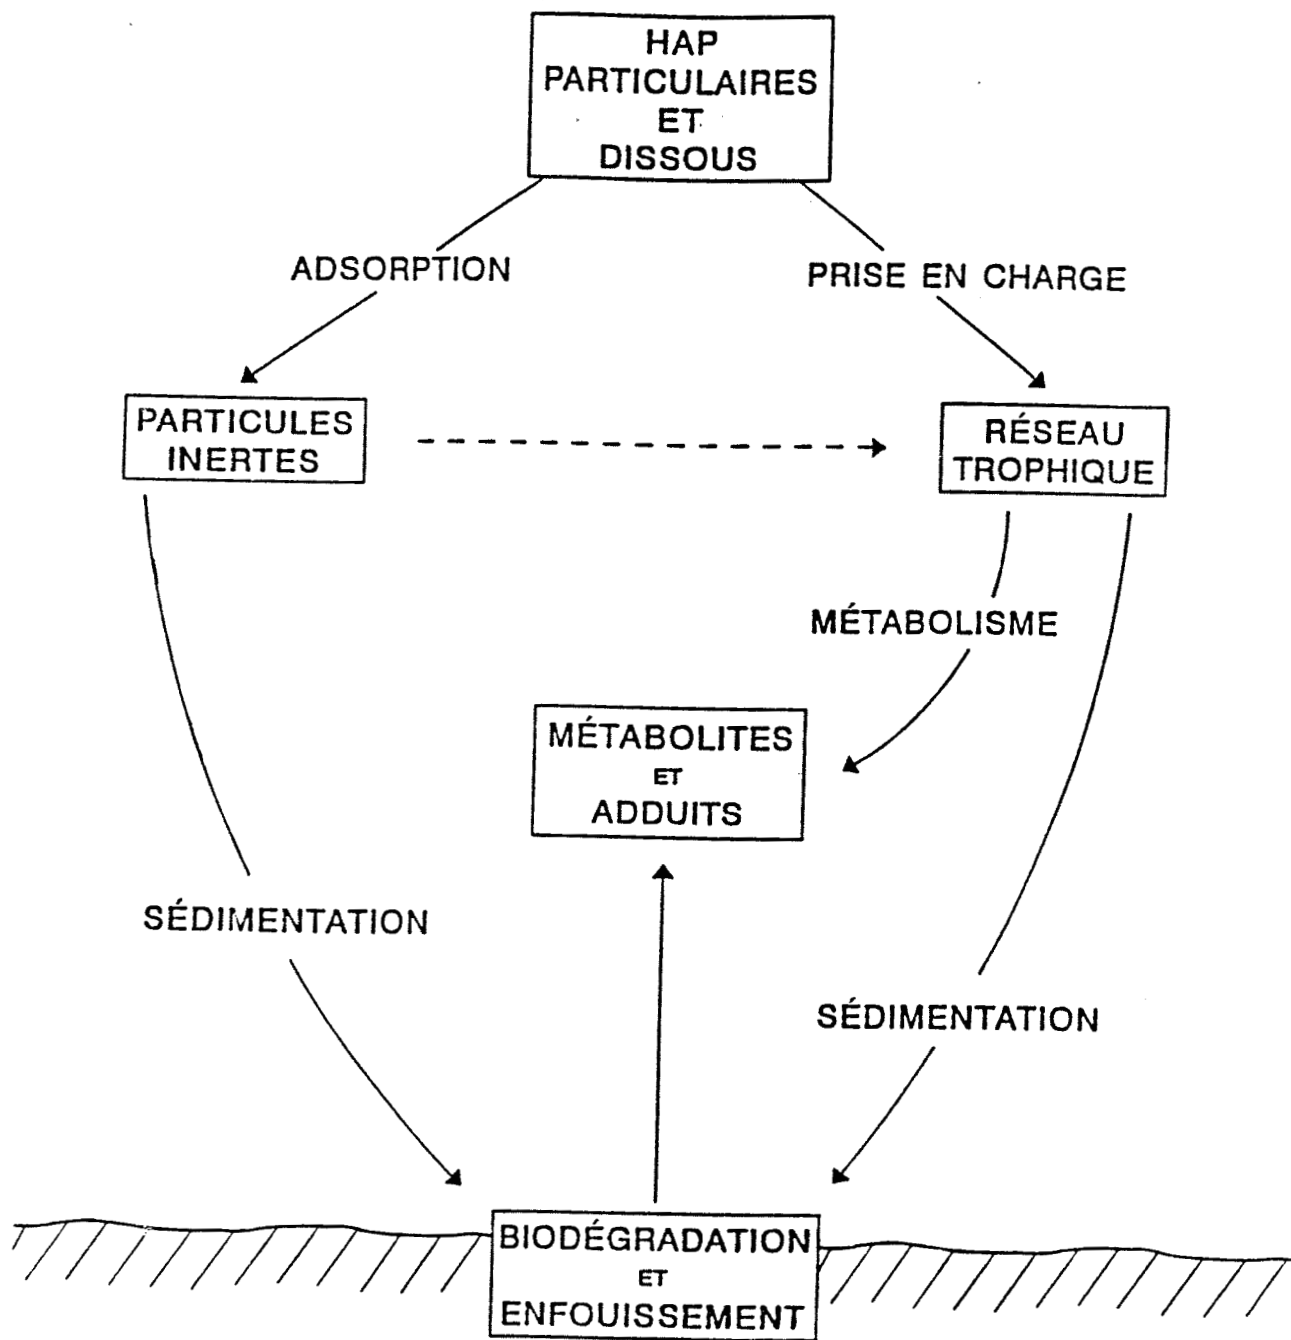 HAP
PARTICULAIRES
ET
DISSOUS
ADSORPTION
PRISE EN CHARGE
PARTICULES
INERTES
RÉSEAU
TROPHIQUE
MÉTABOLISME
MÉTABOLITES
ET
ADDUITS
SÉDIMENTATION
SÉDIMENTATION
BIODÉGRADATION
ET
ENFOUISSEMENT